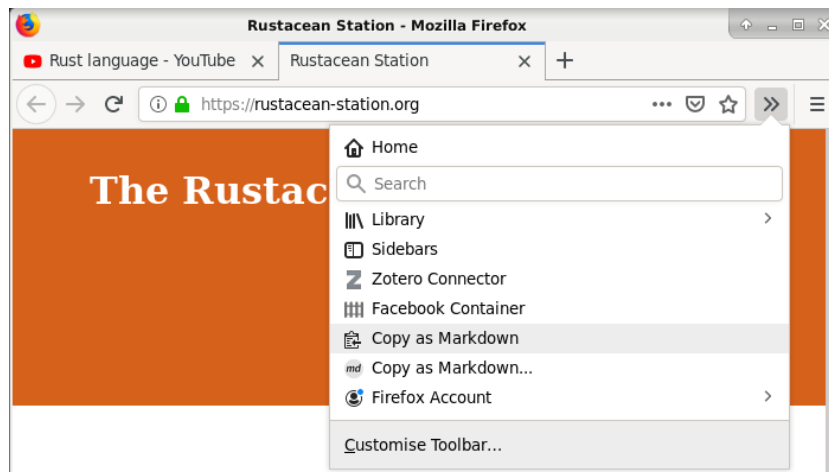 Rustacean Station - Mozilla Firefox
Rust language - YouTube
Rustacean Station
https://rustacean-station.org
The Rustac
Home
Search
Library
Sidebars
Zotero Connector
Facebook Container
Copy as Markdown
md Copy as Markdown...
Firefox Account
Customise Toolbar...